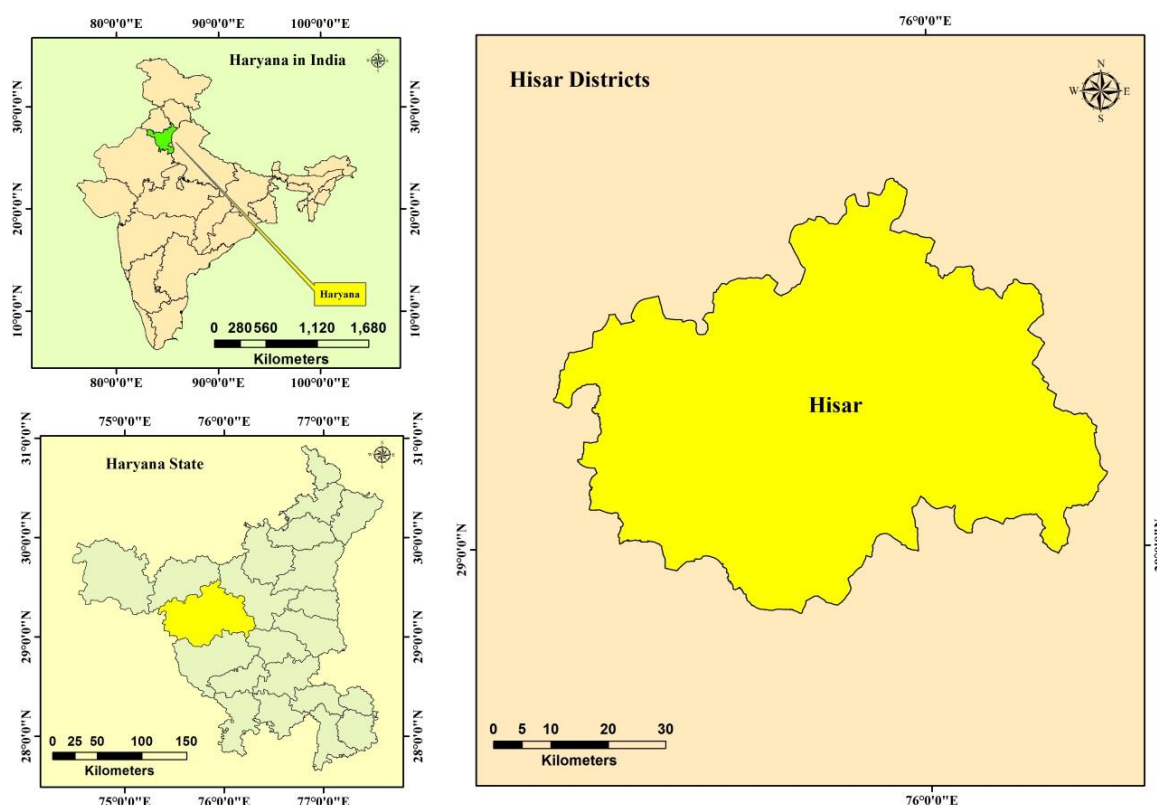 80°0'0"E 90°0'0"E 100°0'0"E
Haryana in India
30°0'0"N
20°0'0"N
10°0'0"N
30°0'0"N
20°0'0"N
10°0'0"N
Haryana
0 280 560 1,120 1,680
Kilometers
80°0'0"E 90°0'0"E 100°0'0"E
75°0'0"E 76°0'0"E 77°0'0"E
Haryana State
31°0'0"N
30°0'0"N
29°0'0"N
28°0'0"N
31°0'0"N
30°0'0"N
29°0'0"N
28°0'0"N
0 25 50 100 150
Kilometers
75°0'0"E 76°0'0"E 77°0'0"E
76°0'0"E
Hisar Districts
N
W E
S
Hisar
29°0'0"N
0 5 10 20 30
Kilometers
76°0'0"E